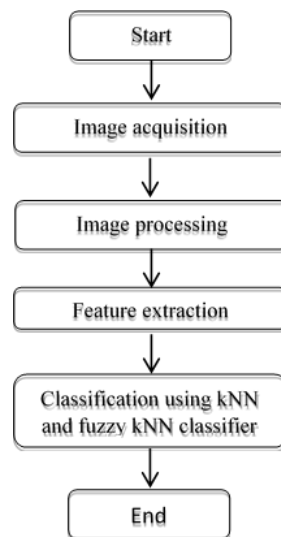 Start
Image acquisition
Image processing
Feature extraction
Classification using kNN
and fuzzy kNN classifier
End